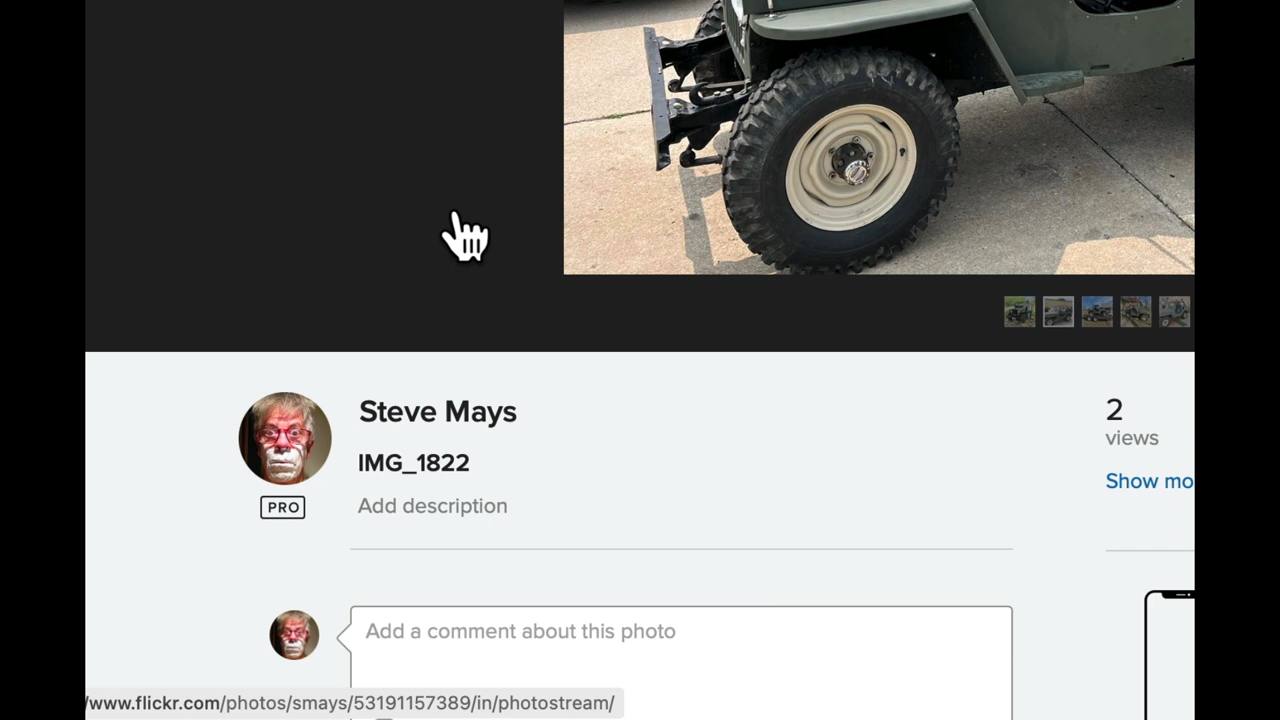 Steve Mays
2
views
IMG_1822
Show mo
PRO
Add description
Add a comment about this photo
/www.flickr.com/photos/smays/53191157389/in/photostream/